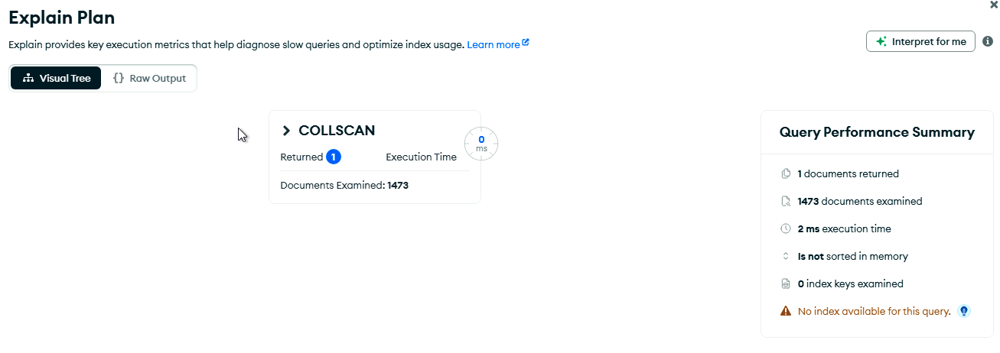 Explain Plan
Explain provides key execution metrics that help diagnose slow queries and optimize index usage. Learn more
Interpret for me
Visual Tree
Raw Output
COLLSCAN
Returned 1 Execution Time 0 ms
Documents Examined: 1473
Query Performance Summary
1 documents returned
1473 documents examined
2 ms execution time
Is not sorted in memory
0 index keys examined
No index available for this query.